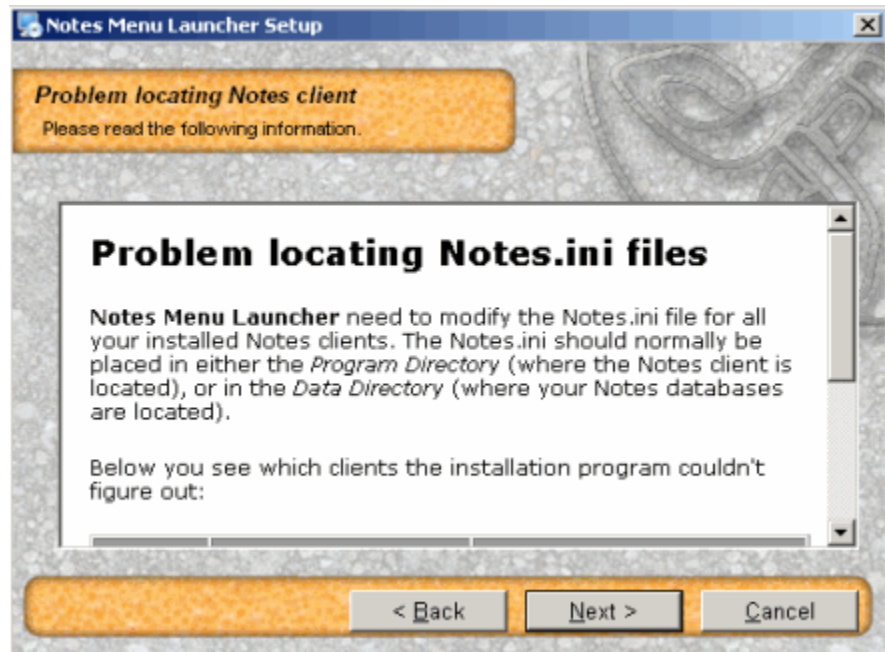 Notes Menu Launcher Setup
Problem locating Notes client
Please read the following information.
Problem locating Notes.ini files
Notes Menu Launcher need to modify the Notes.ini file for all
your installed Notes clients. The Notes.ini should normally be
placed in either the Program Directory (where the Notes client is
located), or in the Data Directory (where your Notes databases
are located).
Below you see which clients the installation program couldn't
figure out:
< Back
Next >
Cancel